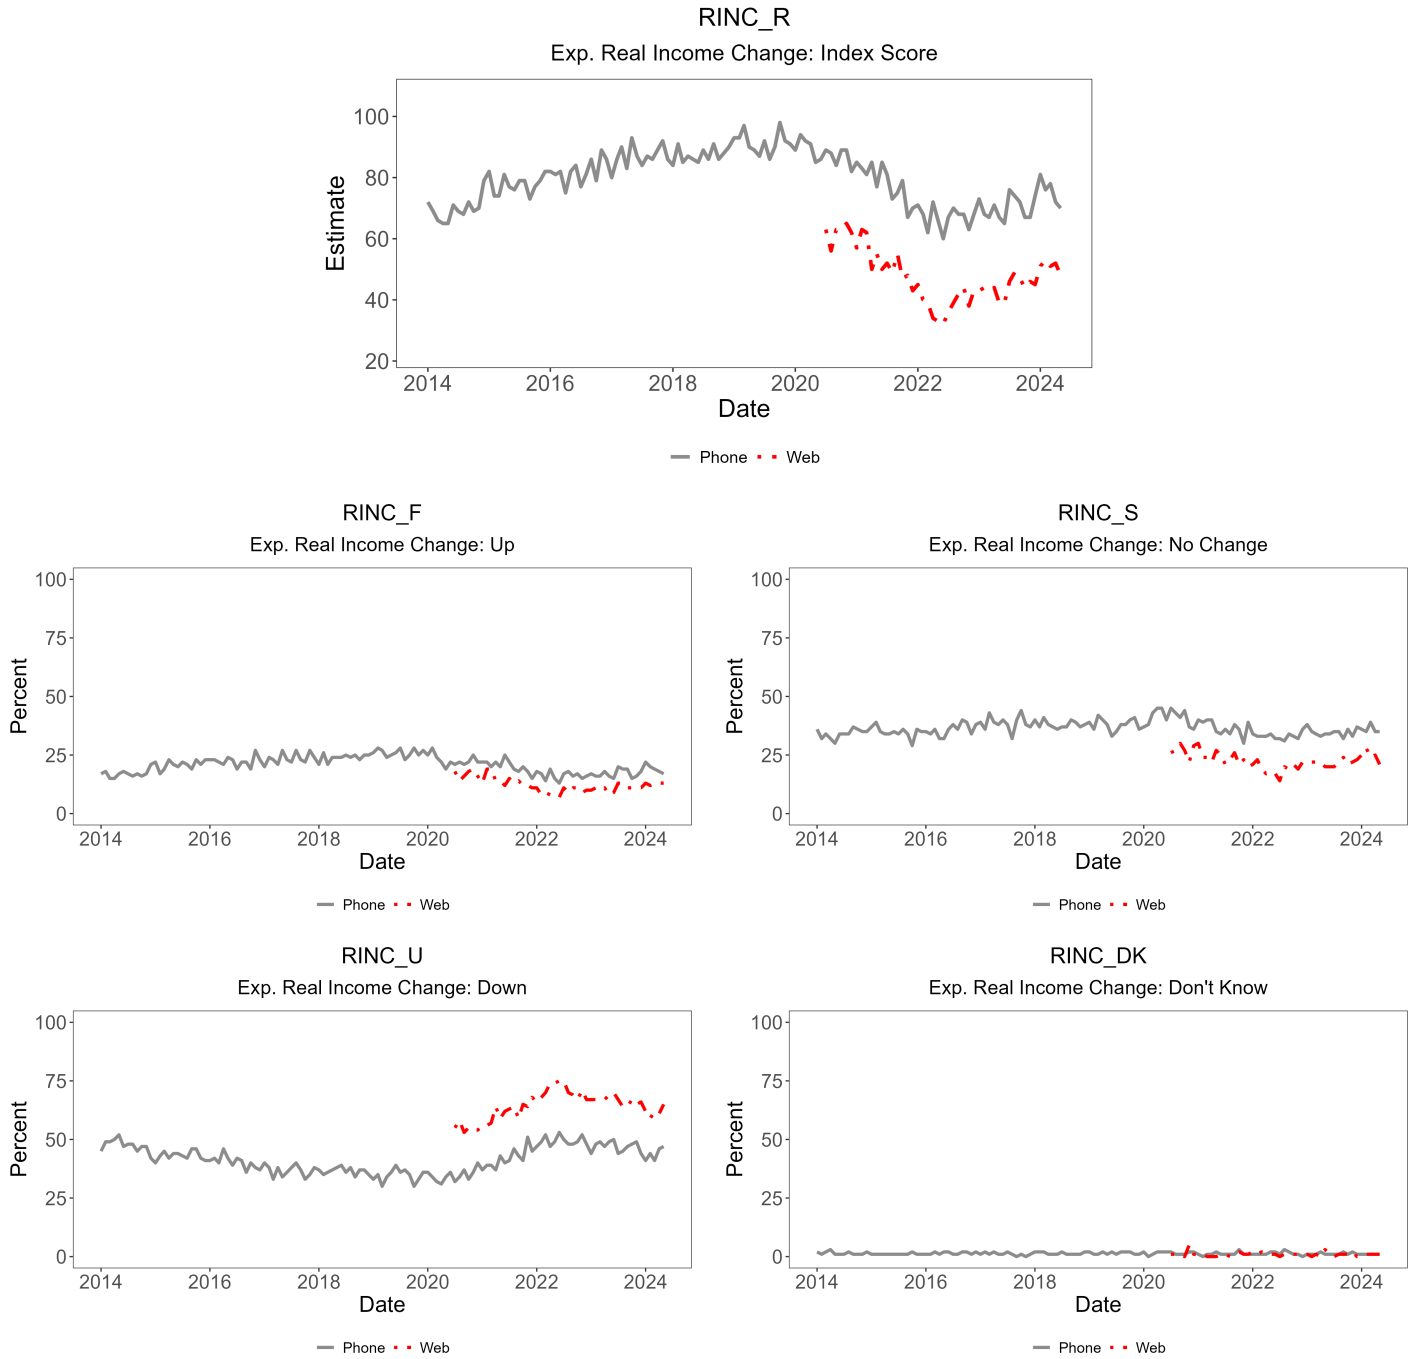 RINC_R
Exp. Real Income Change: Index Score
Estimate
100
80
60
40
20
2014 2016 2018 2020 2022 2024
Date
Phone Web
RINC_F
Exp. Real Income Change: Up
Percent
100
75
50
25
0
2014 2016 2018 2020 2022 2024
Date
Phone Web
RINC_S
Exp. Real Income Change: No Change
Percent
100
75
50
25
0
2014 2016 2018 2020 2022 2024
Date
Phone Web
RINC_U
Exp. Real Income Change: Down
Percent
100
75
50
25
0
2014 2016 2018 2020 2022 2024
Date
Phone Web
RINC_DK
Exp. Real Income Change: Don't Know
Percent
100
75
50
25
0
2014 2016 2018 2020 2022 2024
Date
Phone Web